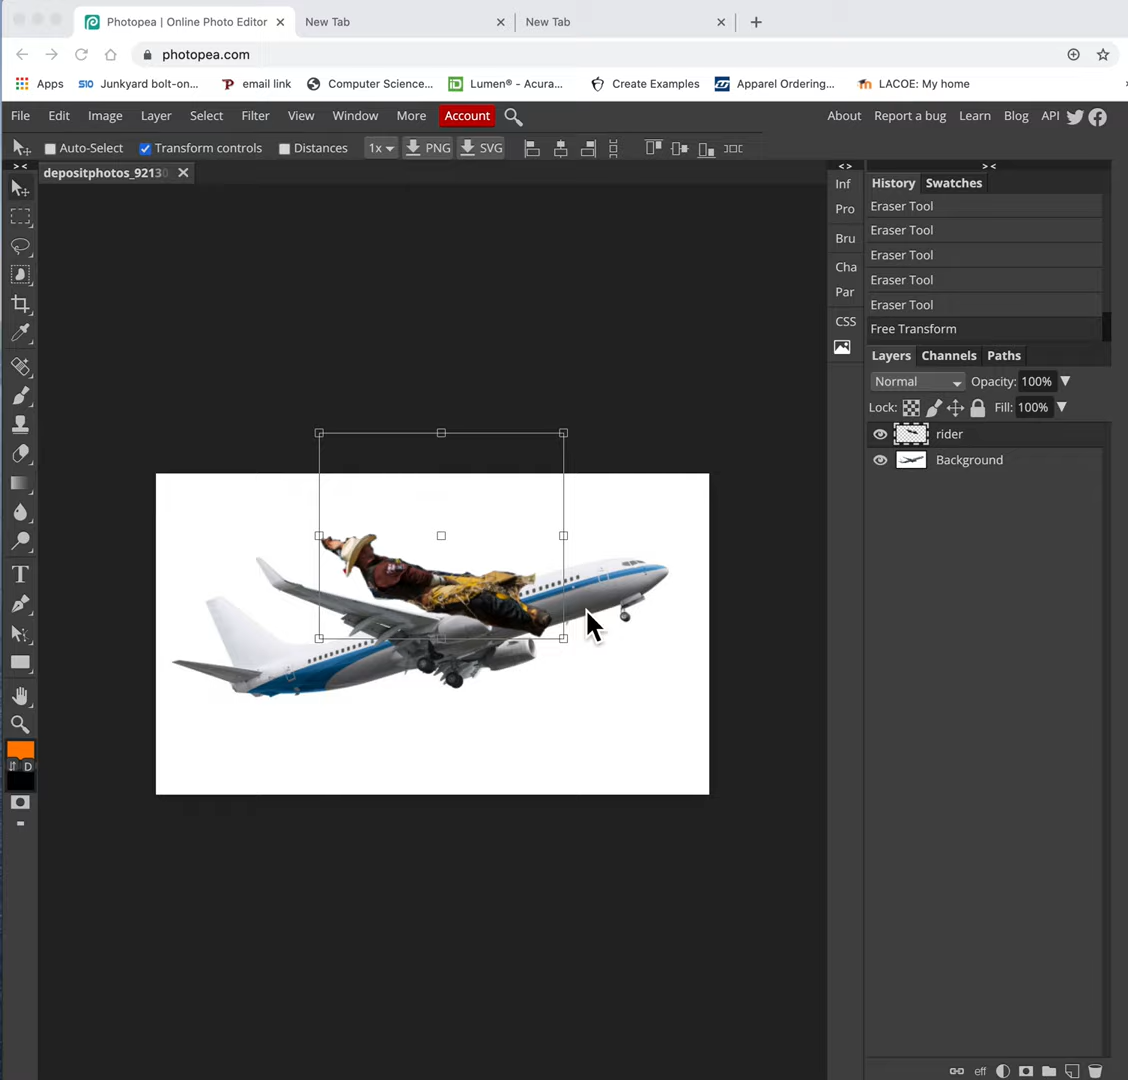 Photopea | Online Photo Editor New Tab New Tab
photopea.com
Apps SIO Junkyard bolt-on... email link Computer Science... iD Lumen® - Acura... Create Examples Apparel Ordering... LACOE: My home
File Edit Image Layer Select Filter View Window More Account About Report a bug Learn Blog API
Auto-Select Transform controls Distances 1x PNG SVG
depositphotos_9213
Inf
Pro
Bru
Cha
Par
CSS
History Swatches
Eraser Tool
Eraser Tool
Eraser Tool
Eraser Tool
Eraser Tool
Free Transform
Layers Channels Paths
Normal Opacity: 100%
Lock: Fill: 100%
rider
Background
T
D
eff